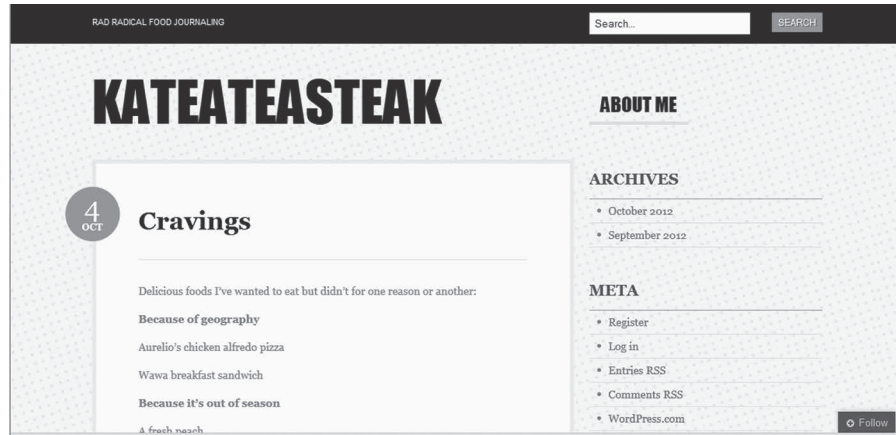 RAD RADICAL FOOD JOURNALING
Search...
SEARCH
KATEATEASTEAK
ABOUT ME
4
OCT
Cravings
Delicious foods I've wanted to eat but didn't for one reason or another:
Because of geography
Aurelio's chicken alfredo pizza
Wawa breakfast sandwich
Because it's out of season
A fresh peach
ARCHIVES
• October 2012
• September 2012
META
• Register
• Log in
• Entries RSS
• Comments RSS
• WordPress.com
Follow